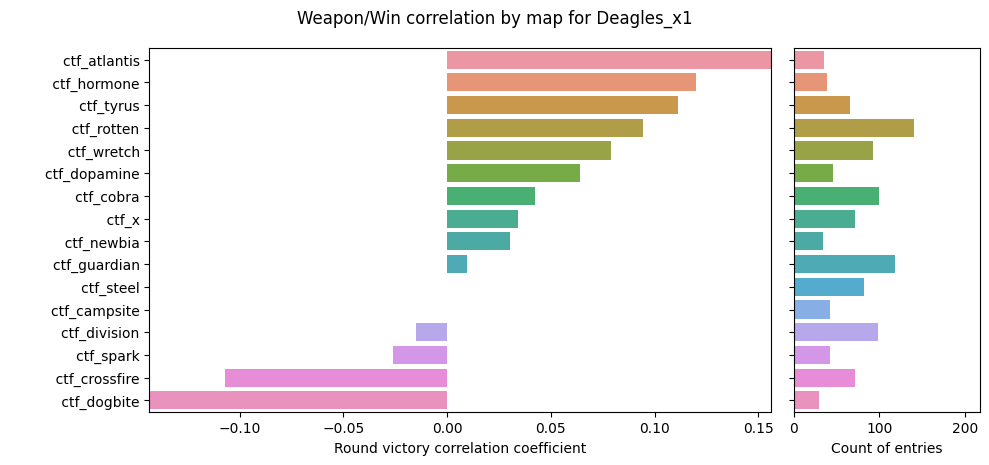 Weapon/Win correlation by map for Deagles_x1
ctf_atlantis
ctf_hormone
ctf_tyrus
ctf_rotten
ctf_wretch
ctf_dopamine
ctf_cobra
ctf_x
ctf_newbia
ctf_guardian
ctf_steel
ctf_campsite
ctf_division
ctf_spark
ctf_crossfire
ctf_dogbite
−0.10 −0.05 0.00 0.05 0.10 0.15
0 100 200
Round victory correlation coefficient
Count of entries